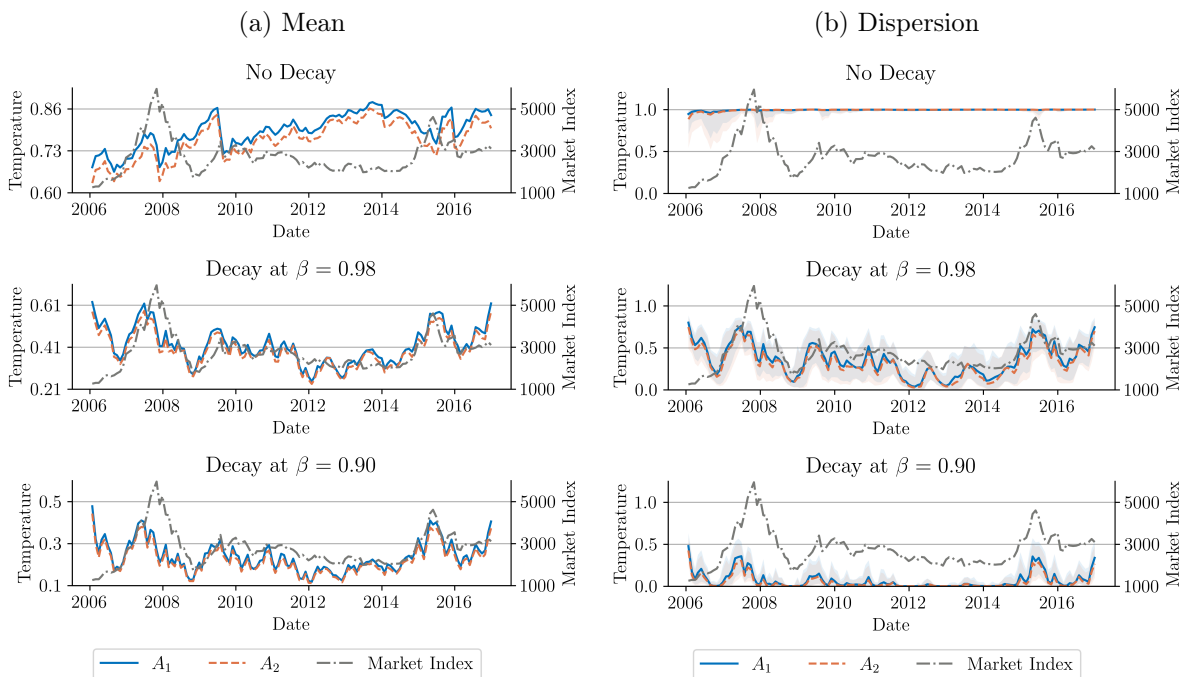 (a) Mean
No Decay
0.86
0.73
0.60
Temperature
5000
3000
1000
Market Index
2006 2008 2010 2012 2014 2016
Date
Decay at β = 0.98
0.61
0.41
0.21
Temperature
5000
3000
1000
Market Index
2006 2008 2010 2012 2014 2016
Date
Decay at β = 0.90
0.5
0.3
0.1
Temperature
5000
3000
1000
Market Index
2006 2008 2010 2012 2014 2016
Date
A₁ A₂ Market Index
(b) Dispersion
No Decay
1.0
0.5
0.0
Temperature
5000
3000
1000
Market Index
2006 2008 2010 2012 2014 2016
Date
Decay at β = 0.98
1.0
0.5
0.0
Temperature
5000
3000
1000
Market Index
2006 2008 2010 2012 2014 2016
Date
Decay at β = 0.90
1.0
0.5
0.0
Temperature
5000
3000
1000
Market Index
2006 2008 2010 2012 2014 2016
Date
A₁ A₂ Market Index